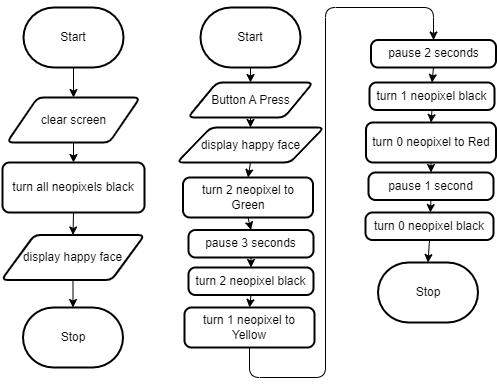 Start
clear screen
turn all neopixels black
display happy face
Stop
Start
Button A Press
display happy face
turn 2 neopixel to
Green
pause 3 seconds
turn 2 neopixel black
turn 1 neopixel to
Yellow
pause 2 seconds
turn 1 neopixel black
turn 0 neopixel to Red
pause 1 second
turn 0 neopixel black
Stop